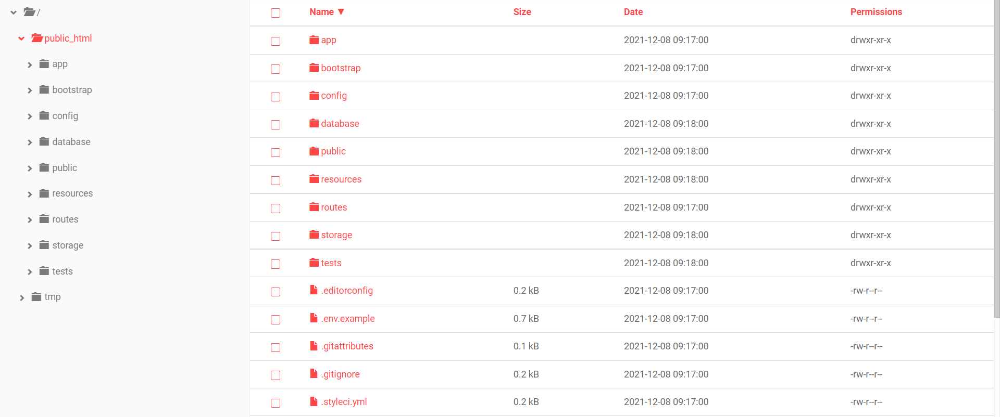 /
public_html
app
bootstrap
config
database
public
resources
routes
storage
tests
tmp
Name ▼ Size Date Permissions
app 2021-12-08 09:17:00 drwxr-xr-x
bootstrap 2021-12-08 09:17:00 drwxr-xr-x
config 2021-12-08 09:17:00 drwxr-xr-x
database 2021-12-08 09:18:00 drwxr-xr-x
public 2021-12-08 09:18:00 drwxr-xr-x
resources 2021-12-08 09:18:00 drwxr-xr-x
routes 2021-12-08 09:17:00 drwxr-xr-x
storage 2021-12-08 09:18:00 drwxr-xr-x
tests 2021-12-08 09:18:00 drwxr-xr-x
.editorconfig 0.2 kB 2021-12-08 09:17:00 -rw-r--r--
.env.example 0.7 kB 2021-12-08 09:17:00 -rw-r--r--
.gitattributes 0.1 kB 2021-12-08 09:17:00 -rw-r--r--
.gitignore 0.2 kB 2021-12-08 09:17:00 -rw-r--r--
.styleci.yml 0.2 kB 2021-12-08 09:17:00 -rw-r--r--